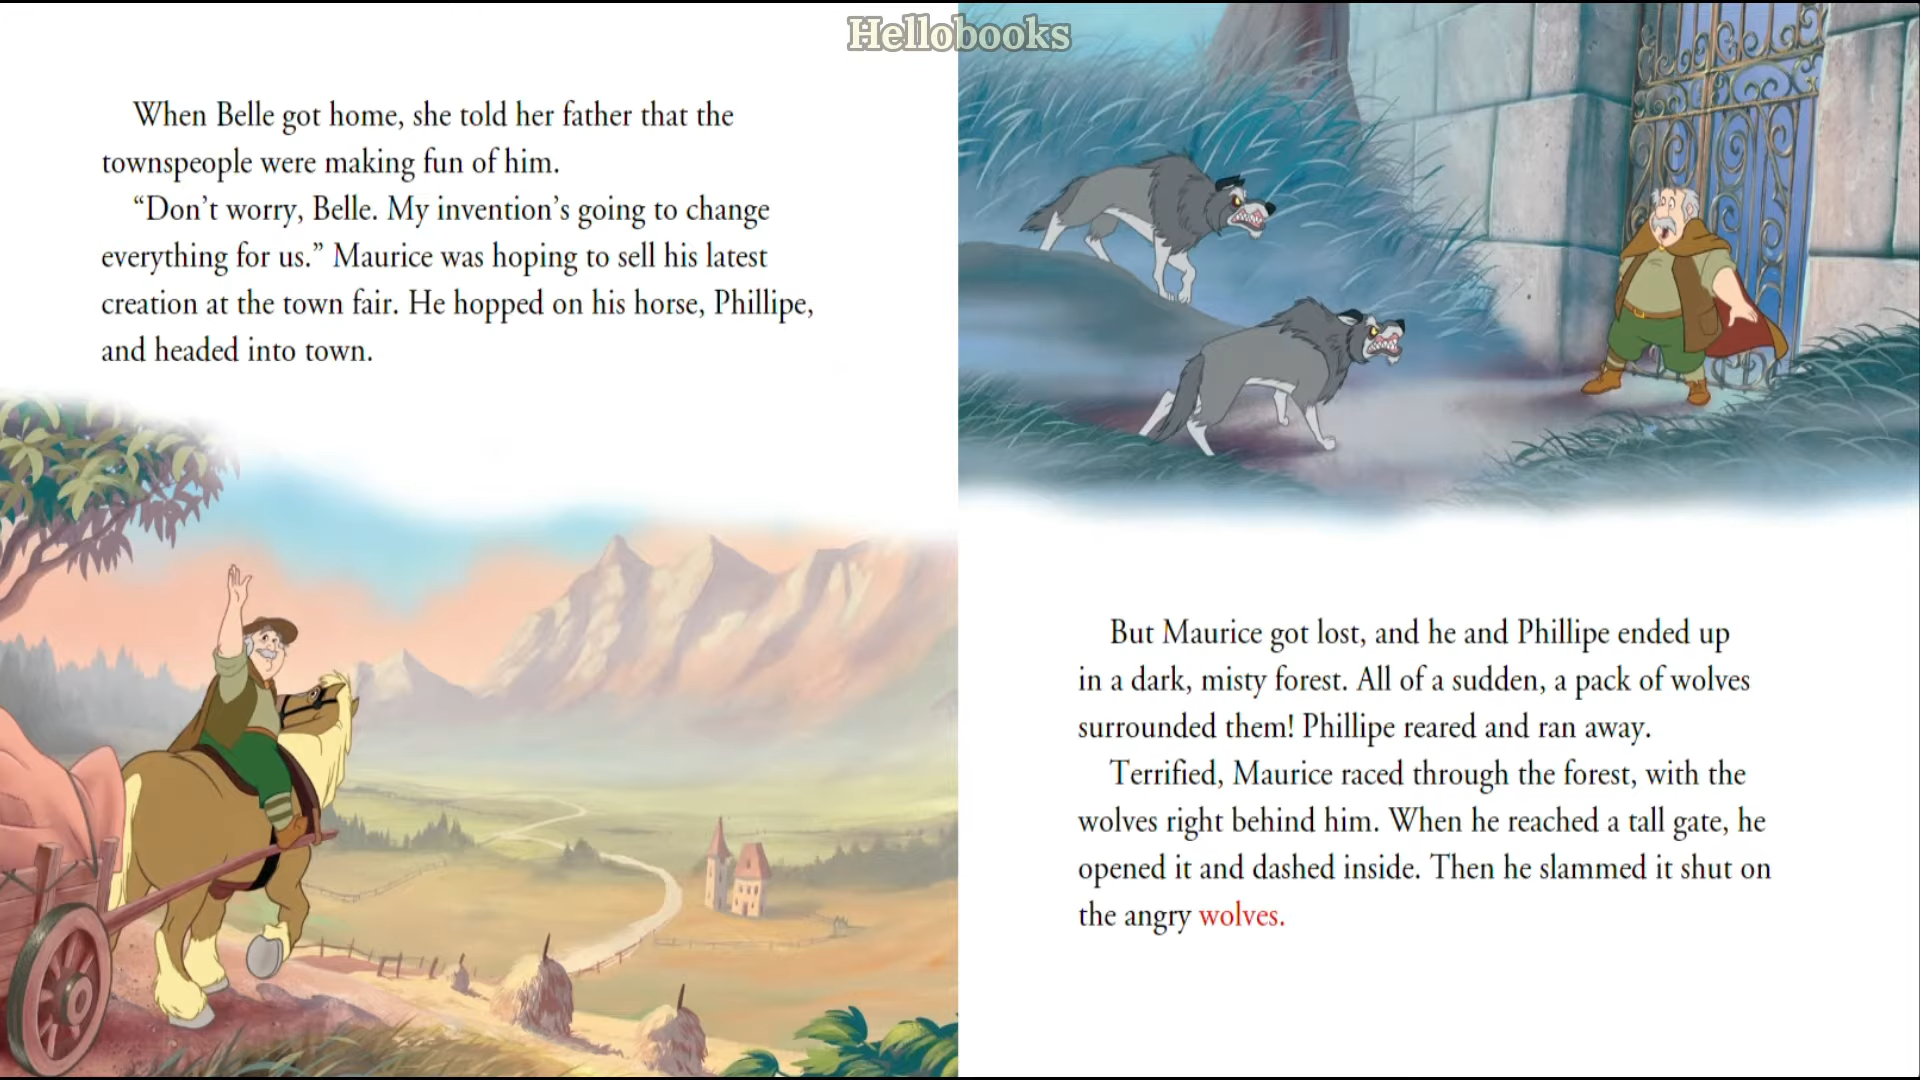 Hellobooks
When Belle got home, she told her father that the
townspeople were making fun of him.
“Don’t worry, Belle. My invention’s going to change
everything for us.” Maurice was hoping to sell his latest
creation at the town fair. He hopped on his horse, Phillipe,
and headed into town.
But Maurice got lost, and he and Phillipe ended up
in a dark, misty forest. All of a sudden, a pack of wolves
surrounded them! Phillipe reared and ran away.
Terrified, Maurice raced through the forest, with the
wolves right behind him. When he reached a tall gate, he
opened it and dashed inside. Then he slammed it shut on
the angry wolves.